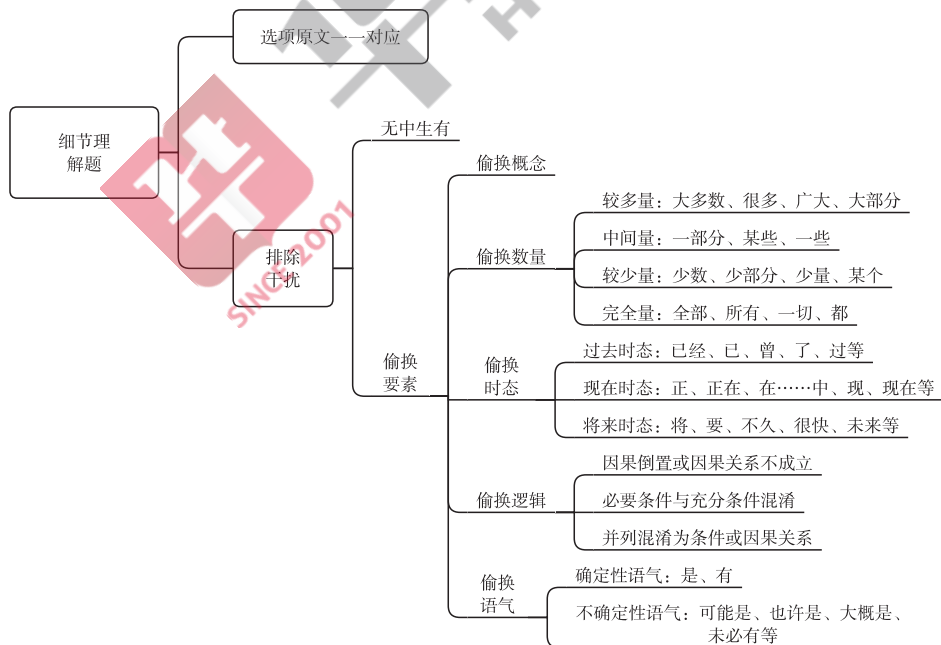 选项原文一一对应
细节理
解题
排除
干扰
无中生有
偷换
要素
偷换概念
偷换数量
较多量：大多数、很多、广大、大部分
中间量：一部分、某些、一些
较少量：少数、少部分、少量、某个
完全量：全部、所有、一切、都
偷换
时态
过去时态：已经、已、曾、了、过等
现在时态：正、正在、在……中、现、现在等
将来时态：将、要、不久、很快、未来等
偷换逻辑
因果倒置或因果关系不成立
必要条件与充分条件混淆
并列混淆为条件或因果关系
偷换
语气
确定性语气：是、有
不确定性语气：可能是、也许是、大概是、
未必有等
SINCE 2001